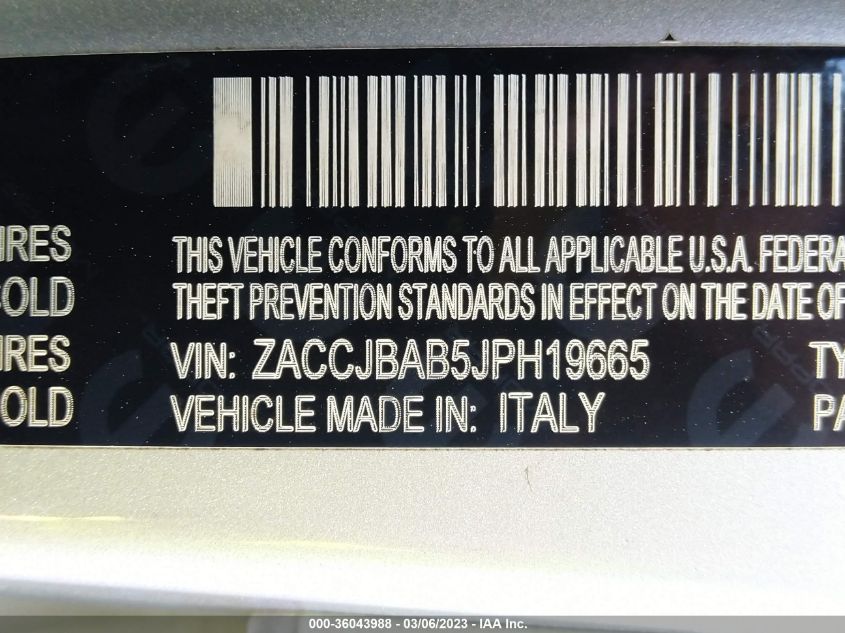 IRES
COLD
IRES
OLD
THIS VEHICLE CONFORMS TO ALL APPLICABLE U.S.A. FEDERA
THEFT PREVENTION STANDARDS IN EFFECT ON THE DATE OF
VIN: ZACCJBAB5JPH19665 TY
VEHICLE MADE IN: ITALY PA
000-36043988 - 03/06/2023 - IAA Inc.